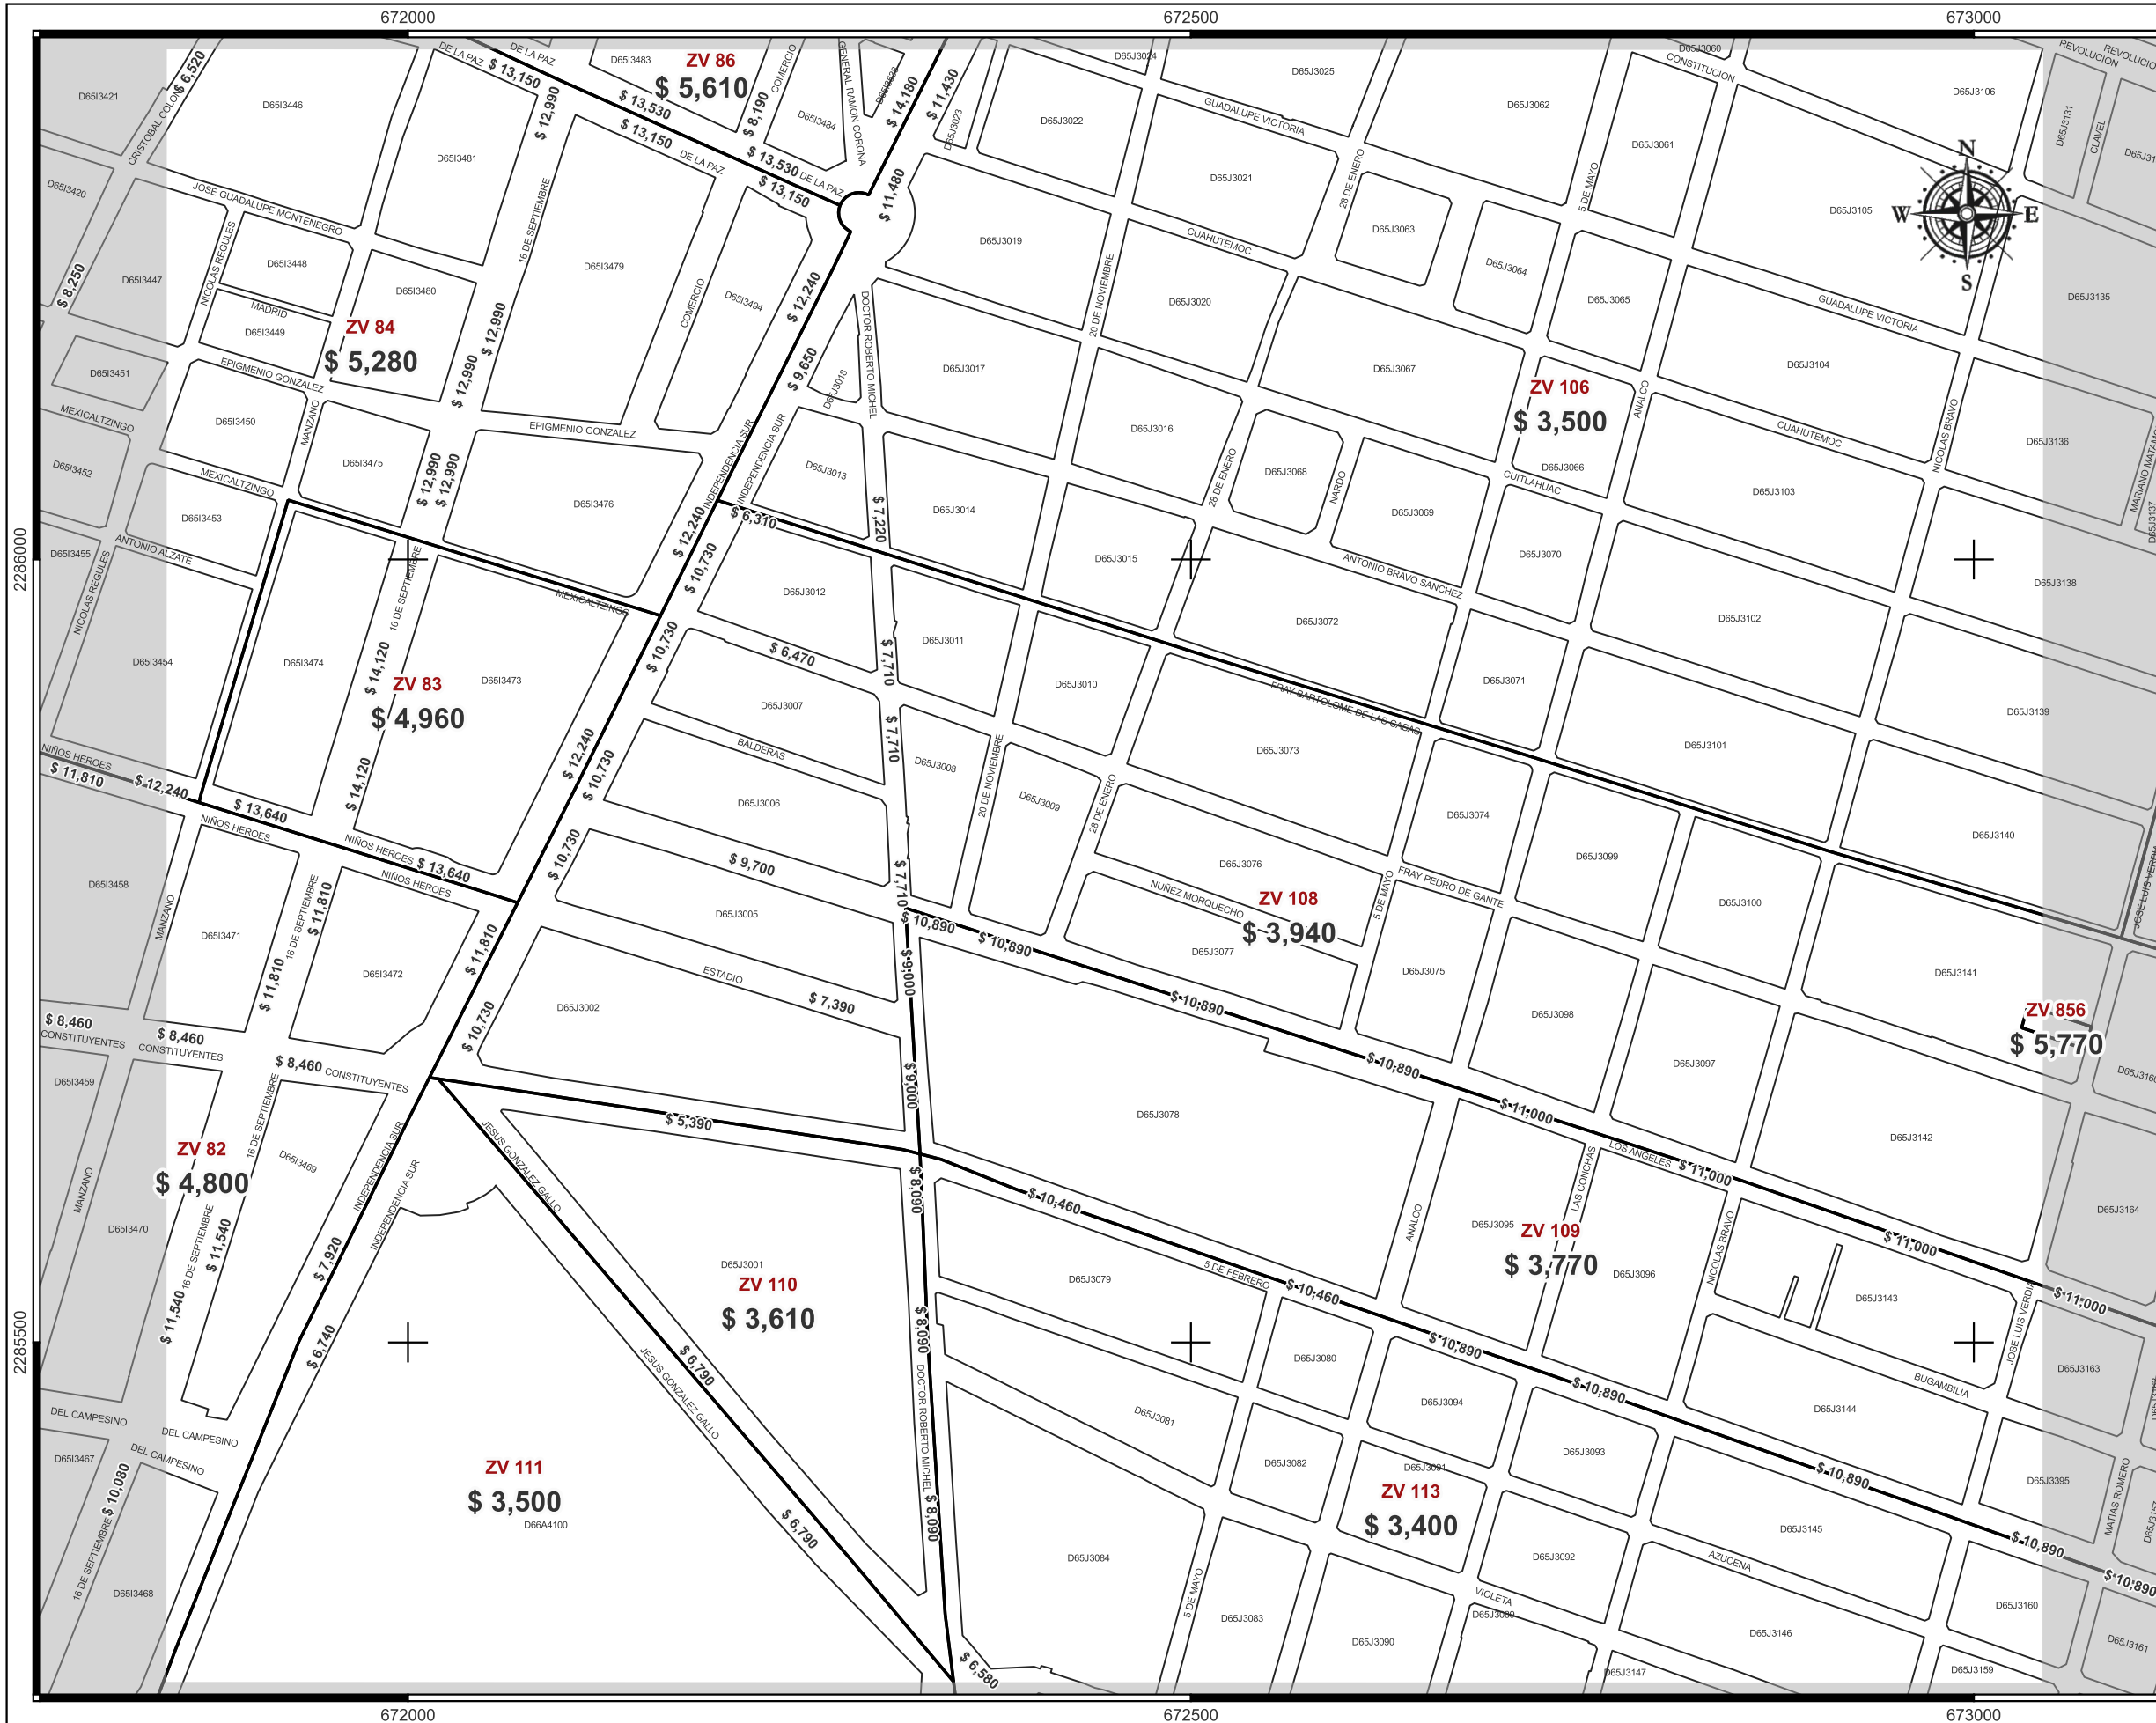 672000
672500
673000
D65I3421
CRISTOBAL COLON
$ 6,520
D65I3446
DE LA PAZ
DE LA PAZ
$ 13,150
D65I3483
ZV 86
$ 5,610
$ 13,530
$ 13,150
DE LA PAZ
$ 12,990
$ 8,190
COMERCIO
D65I3484
GENERAL RAMON CORONA
$ 14,180
$ 11,430
D65J3023
D65J3024
D65J3022
D65J3025
GUADALUPE VICTORIA
D65J3062
D65J3060
CONSTITUCION
D65J3106
REVOLUCION
D65J3131
CLAVEL
D65J3061
5 DE MAYO
D65J3105
N
W
E
S
D65I3420
D65I3481
$ 13,530
DE LA PAZ
$ 13,150
$ 11,480
D65J3021
28 DE ENERO
JOSE GUADALUPE MONTENEGRO
NICOLAS REGULES
16 DE SEPTIEMBRE
D65J3019
CUAHUTEMOC
D65J3063
D65J3064
D65I3447
$ 8,250
D65I3448
D65I3479
D65I3480
MADRID
D65I3449
ZV 84
$ 5,280
$ 12,990
$ 12,990
COMERCIO
D65I3494
$ 12,240
$ 9,650
DOCTOR ROBERTO MICHEL
D65J3018
20 DE NOVIEMBRE
D65J3020
D65J3065
GUADALUPE VICTORIA
D65J3135
D65J3017
D65J3067
D65J3104
ZV 106
$ 3,500
D65J3066
ANALCO
D65I3451
EPIGMENIO GONZALEZ
MEXICALTZINGO
D65I3450
MANZANO
EPIGMENIO GONZALEZ
D65J3016
CUAHUTEMOC
NICOLAS BRAVO
D65J3136
D65I3452
MEXICALTZINGO
D65I3475
$ 12,990
$ 12,990
D65I3476
INDEPENDENCIA SUR
INDEPENDENCIA SUR
D65J3013
D65J3014
28 DE ENERO
D65J3068
NARDO
D65J3069
CUITLAHUAC
D65J3103
D65J3137
D65I3453
$ 6,310
$ 7,220
2286000
D65I3455
ANTONIO ALZATE
NICOLAS REGULES
$ 12,240
$ 10,730
D65J3012
D65J3015
D65J3070
ANTONIO BRAVO SANCHEZ
D65J3138
16 DE SEPTIEMBRE
MEXICALTZINGO
D65J3072
D65J3102
D65I3454
D65I3474
$ 14,120
ZV 83
$ 4,960
D65I3473
$ 10,730
$ 6,470
$ 7,710
D65J3011
D65J3010
D65J3071
FRAY BARTOLOME DE LAS CASAS
D65J3139
D65J3007
$ 7,710
BALDERAS
D65J3008
20 DE NOVIEMBRE
D65J3073
D65J3101
NIÑOS HEROES
$ 11,810
$ 12,240
$ 13,640
$ 14,120
$ 12,240
$ 10,730
D65J3006
D65J3009
28 DE ENERO
D65J3074
D65J3140
NIÑOS HEROES
NIÑOS HEROES
$ 13,640
NIÑOS HEROES
$ 10,730
$ 9,700
$ 7,710
D65J3076
D65J3099
JOSE LUIS VERDIA
D65I3458
FRAY PEDRO DE GANTE
NUÑEZ MORQUECHO
ZV 108
$ 3,940
5 DE MAYO
D65J3100
MANZANO
D65I3471
16 DE SEPTIEMBRE
$ 11,810
$ 11,810
D65I3472
$ 11,810
D65J3005
$ 10,890
$ 10,890
D65J3077
D65J3075
D65J3141
ESTADIO
$ 7,390
$ 9,000
D65J3002
$ 10,730
$ 10,890
D65J3098
ZV 856
$ 5,770
$ 8,460
CONSTITUYENTES
$ 8,460
CONSTITUYENTES
$ 8,460
CONSTITUYENTES
$ 9,000
$ 10,890
D65J3097
D65J3166
D65I3459
ZV 82
$ 4,800
16 DE SEPTIEMBRE
D65I3469
INDEPENDENCIA SUR
INDEPENDENCIA SUR
JESUS GONZALEZ GALLO
$ 5,390
D65J3078
$ 11,000
LOS ANGELES
$ 11,000
D65J3142
MANZANO
D65I3470
16 DE SEPTIEMBRE
$ 11,540
$ 11,540
$ 7,920
$ 6,740
$ 8,090
$ 10,460
ANALCO
D65J3095
LAS CONCHAS
ZV 109
$ 3,770
D65J3096
NICOLAS BRAVO
$ 11,000
D65J3164
D65J3001
ZV 110
$ 3,610
D65J3079
5 DE FEBRERO
$ 10,460
D65J3143
JOSE LUIS VERDIA
$ 11,000
2285500
$ 6,790
JESUS GONZALEZ GALLO
$ 8,090
DOCTOR ROBERTO MICHEL
D65J3080
$ 10,890
$ 10,890
BUGAMBILIA
D65J3163
DEL CAMPESINO
DEL CAMPESINO
DEL CAMPESINO
D65J3081
D65J3094
D65J3144
D65I3467
$ 10,080
ZV 111
$ 3,500
D66A4100
D65J3082
D65J3091
ZV 113
$ 3,400
D65J3093
$ 10,890
D65J3395
MATIAS ROMERO
$ 6,790
$ 8,090
D65J3084
D65J3092
D65J3145
AZUCENA
$ 10,890
$ 10,890
16 DE SEPTIEMBRE
D65I3468
5 DE MAYO
D65J3083
D65J3090
VIOLETA
D65J3089
D65J3146
D65J3160
D65J3161
$ 6,580
D65J3147
D65J3159
672000
672500
673000